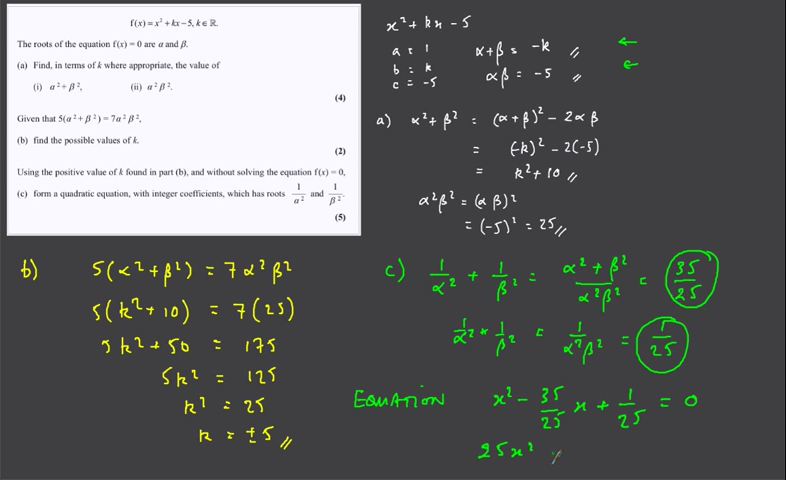 f(x) = x² + kx – 5, k ∈ ℝ.
The roots of the equation f(x) = 0 are α and β.
(a) Find, in terms of k where appropriate, the value of
(i) α² + β², (ii) α² β².
(4)
Given that 5(α² + β²) = 7α² β²,
(b) find the possible values of k.
(2)
Using the positive value of k found in part (b), and without solving the equation f(x) = 0,
(c) form a quadratic equation, with integer coefficients, which has roots 1/α² and 1/β².
(5)
x² + kx - 5
a = 1
b = k
c = -5
α+β = -k // ←
αβ = -5 // ←
a) α² + β² = (α + β)² - 2αβ
= (-k)² - 2(-5)
= k² + 10 //
α²β² = (αβ)²
= (-5)² = 25 //
b) 5(α² + β²) = 7α²β²
5(k² + 10) = 7(25)
5k² + 50 = 175
5k² = 125
k² = 25
k = ±5 //
c) 1/α² + 1/β² = (α² + β²)/(α²β²) = 35/25
1/α² × 1/β² = 1/(α²β²) = 1/25
EQUATION x² - 35/25 x + 1/25 = 0
25x²